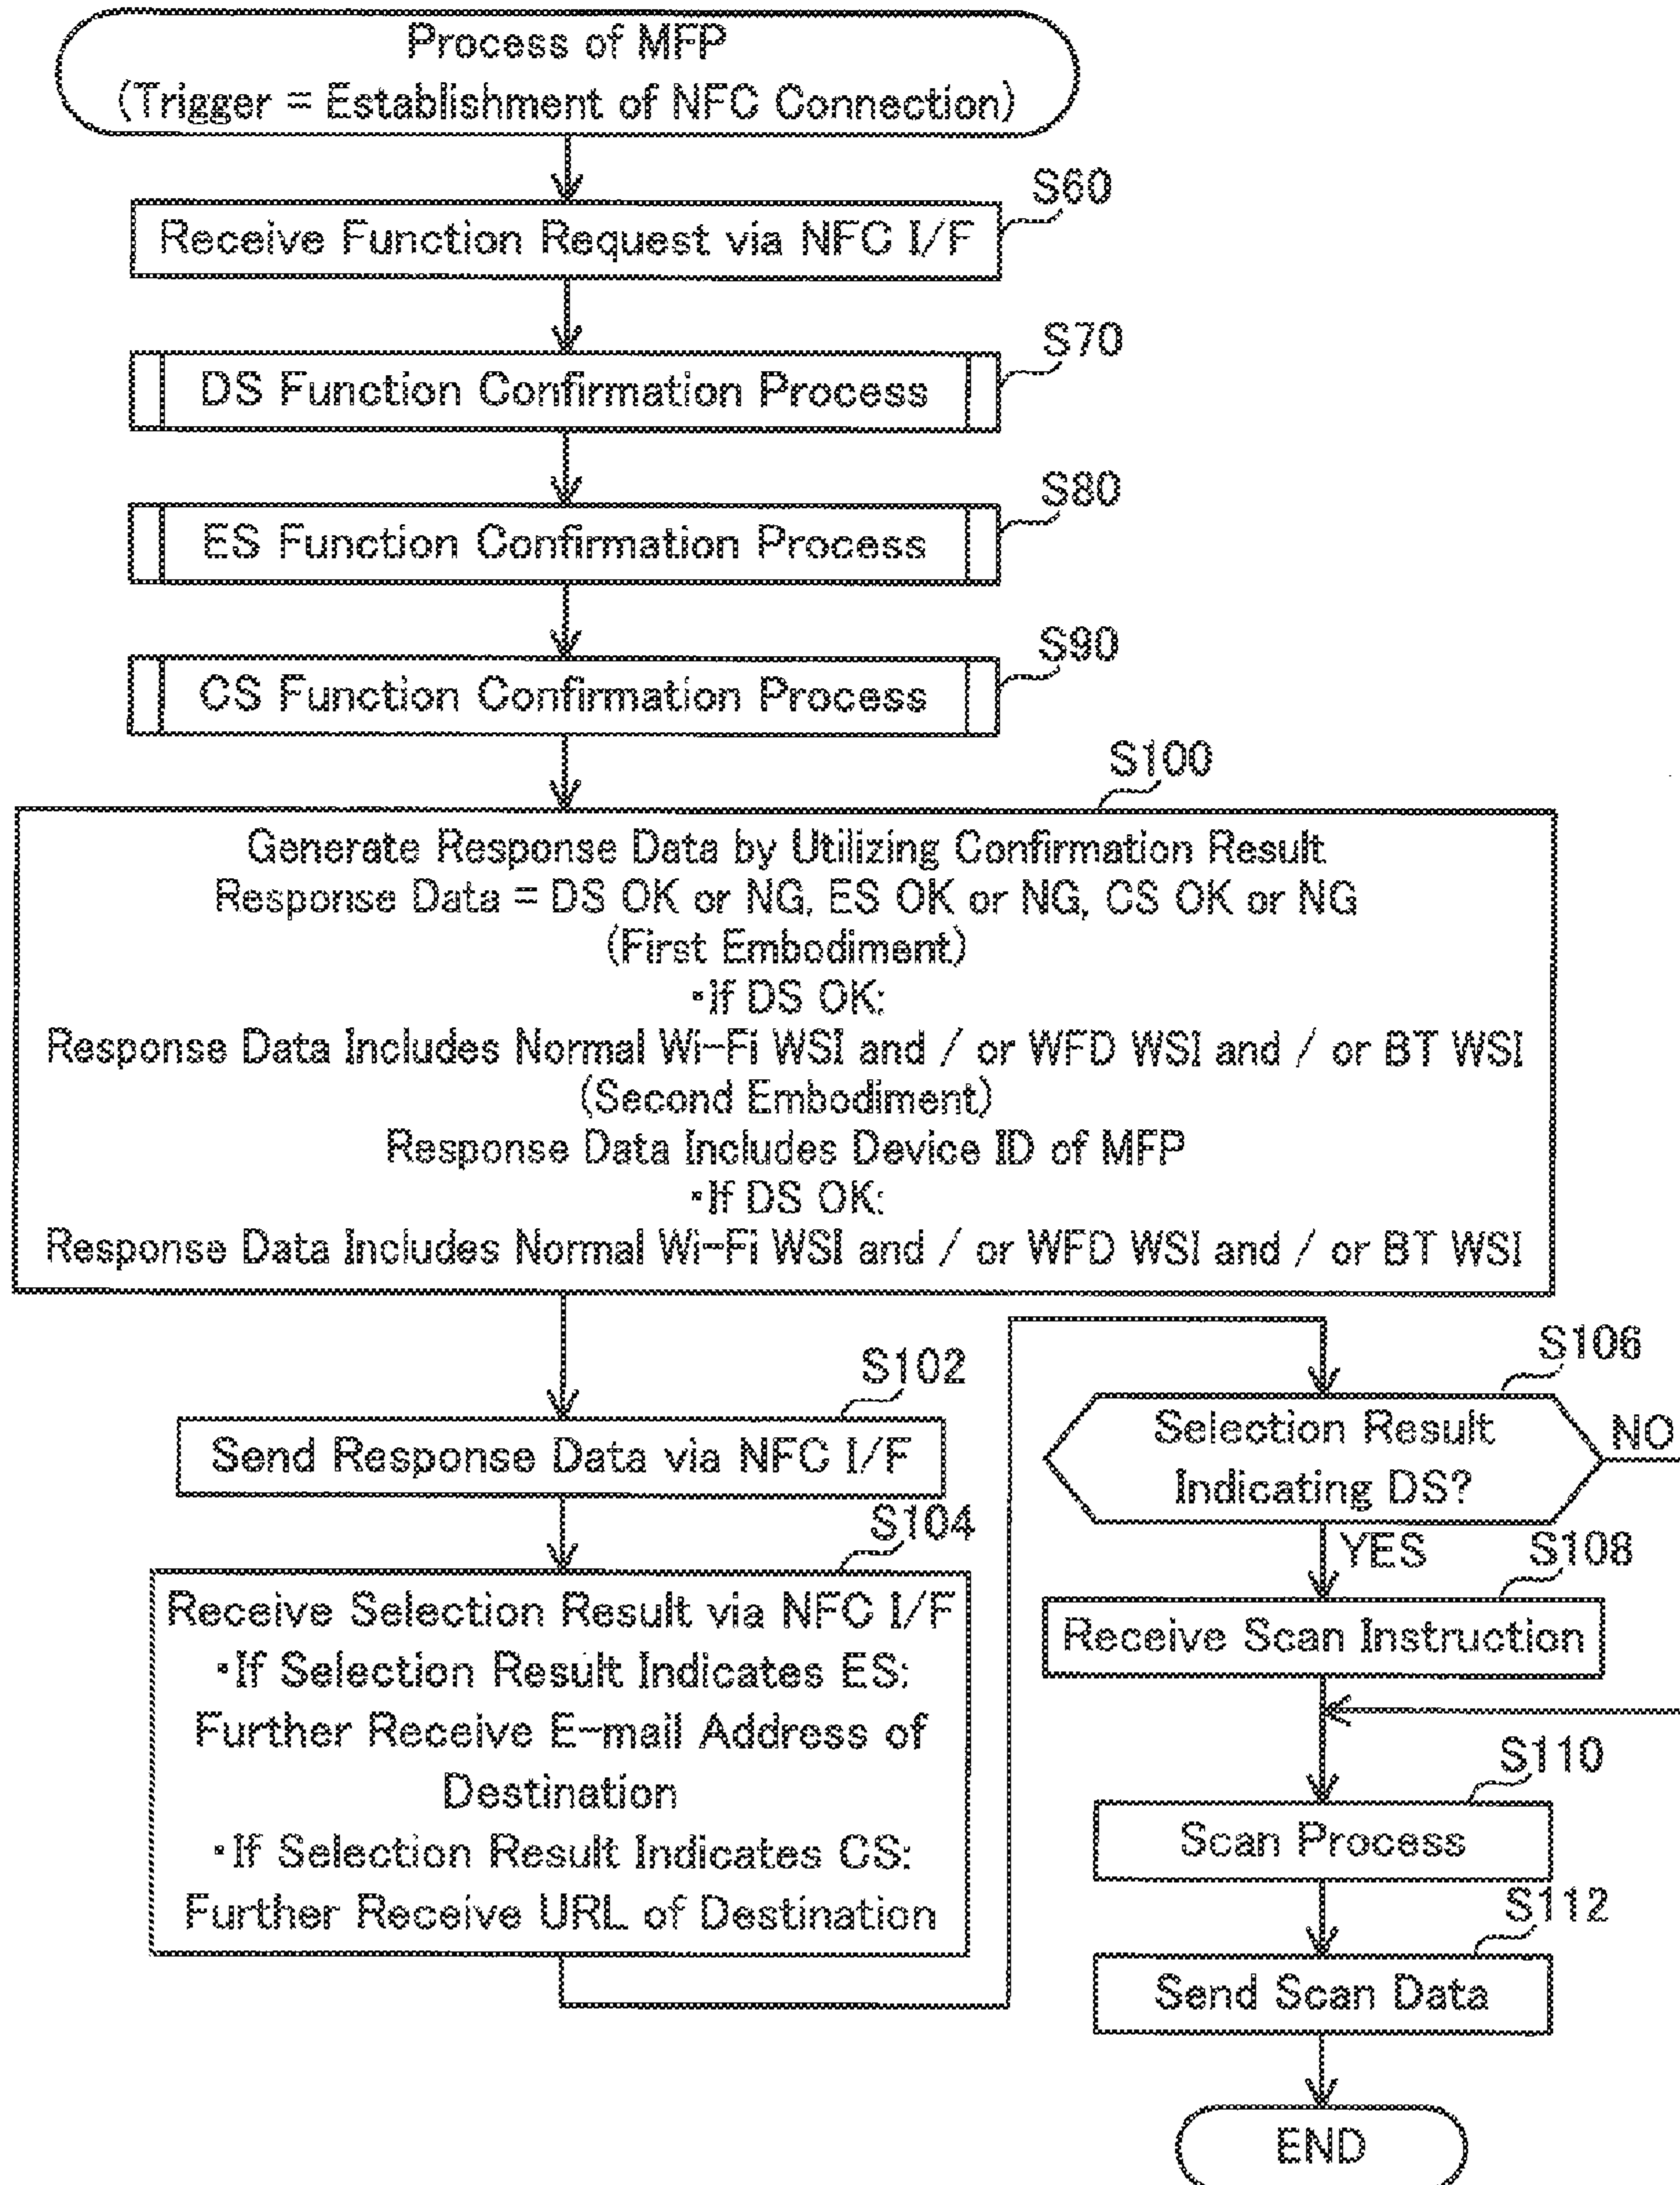 Process of MFP
(Trigger = Establishment of NFC Connection)
S60
Receive Function Request via NFC I/F
S70
DS Function Confirmation Process
S80
ES Function Confirmation Process
S90
CS Function Confirmation Process
S100
Generate Response Data by Utilizing Confirmation Result
Response Data = DS OK or NG, ES OK or NG, CS OK or NG
(First Embodiment)
・If DS OK:
Response Data Includes Normal Wi-Fi WSI and / or WFD WSI and / or BT WSI
(Second Embodiment)
Response Data Includes Device ID of MFP
・If DS OK:
Response Data Includes Normal Wi-Fi WSI and / or WFD WSI and / or BT WSI
S102
Send Response Data via NFC I/F
S104
Receive Selection Result via NFC I/F
・If Selection Result Indicates ES:
Further Receive E-mail Address of
Destination
・If Selection Result Indicates CS:
Further Receive URL of Destination
S106
Selection Result
Indicating DS?
NO
YES
S108
Receive Scan Instruction
S110
Scan Process
S112
Send Scan Data
END